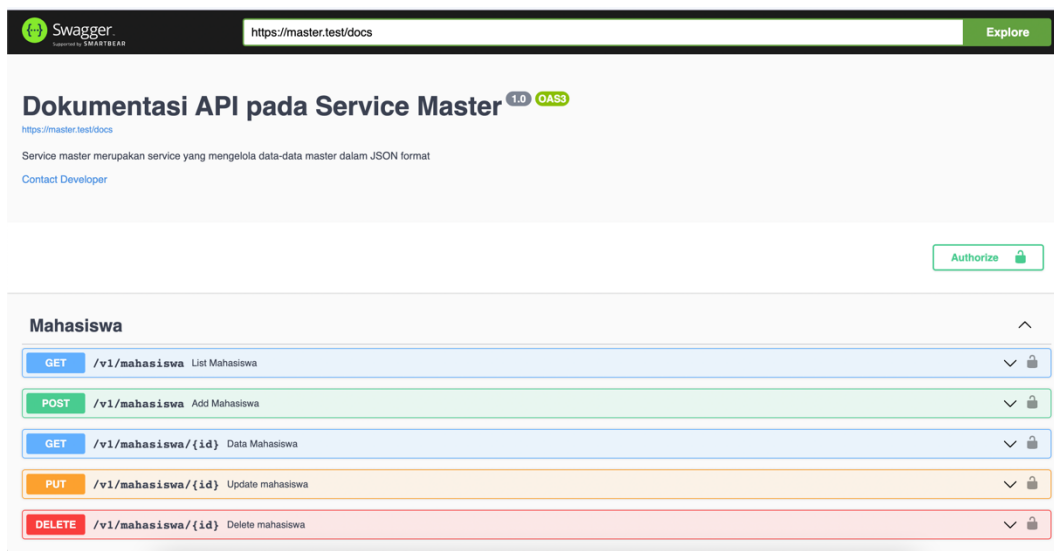 Swagger.
Supported by SMARTBEAR
https://master.test/docs
Explore
Dokumentasi API pada Service Master 1.0 OAS3
https://master.test/docs
Service master merupakan service yang mengelola data-data master dalam JSON format
Contact Developer
Authorize
Mahasiswa
GET /v1/mahasiswa List Mahasiswa
POST /v1/mahasiswa Add Mahasiswa
GET /v1/mahasiswa/{id} Data Mahasiswa
PUT /v1/mahasiswa/{id} Update mahasiswa
DELETE /v1/mahasiswa/{id} Delete mahasiswa